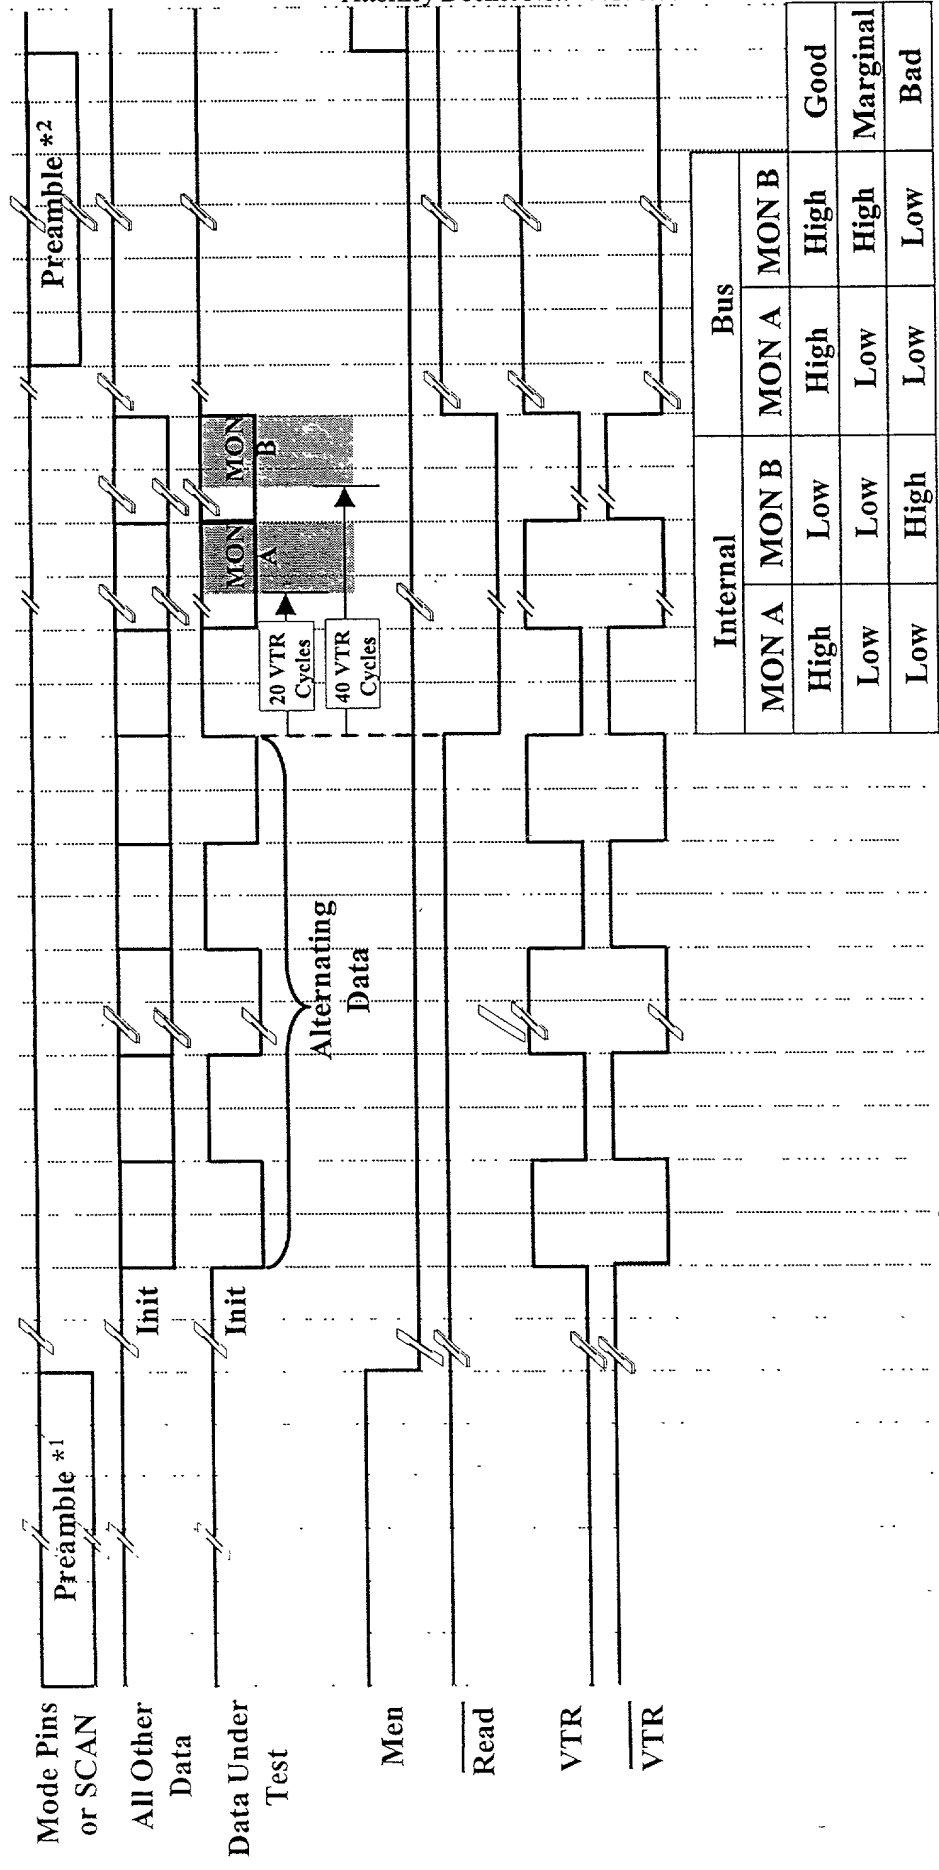 Mode Pins
or SCAN
All Other
Data
Data Under
Test
Men
Read
VTR
VTR
Preamble *1
Init
Init
Alternating
Data
20 VTR
Cycles
40 VTR
Cycles
MON
A
MON
B
Preamble *2
Internal Bus
MON A MON B MON A MON B
High Low High High Good
Low Low Low High Marginal
Low High Low Low Bad